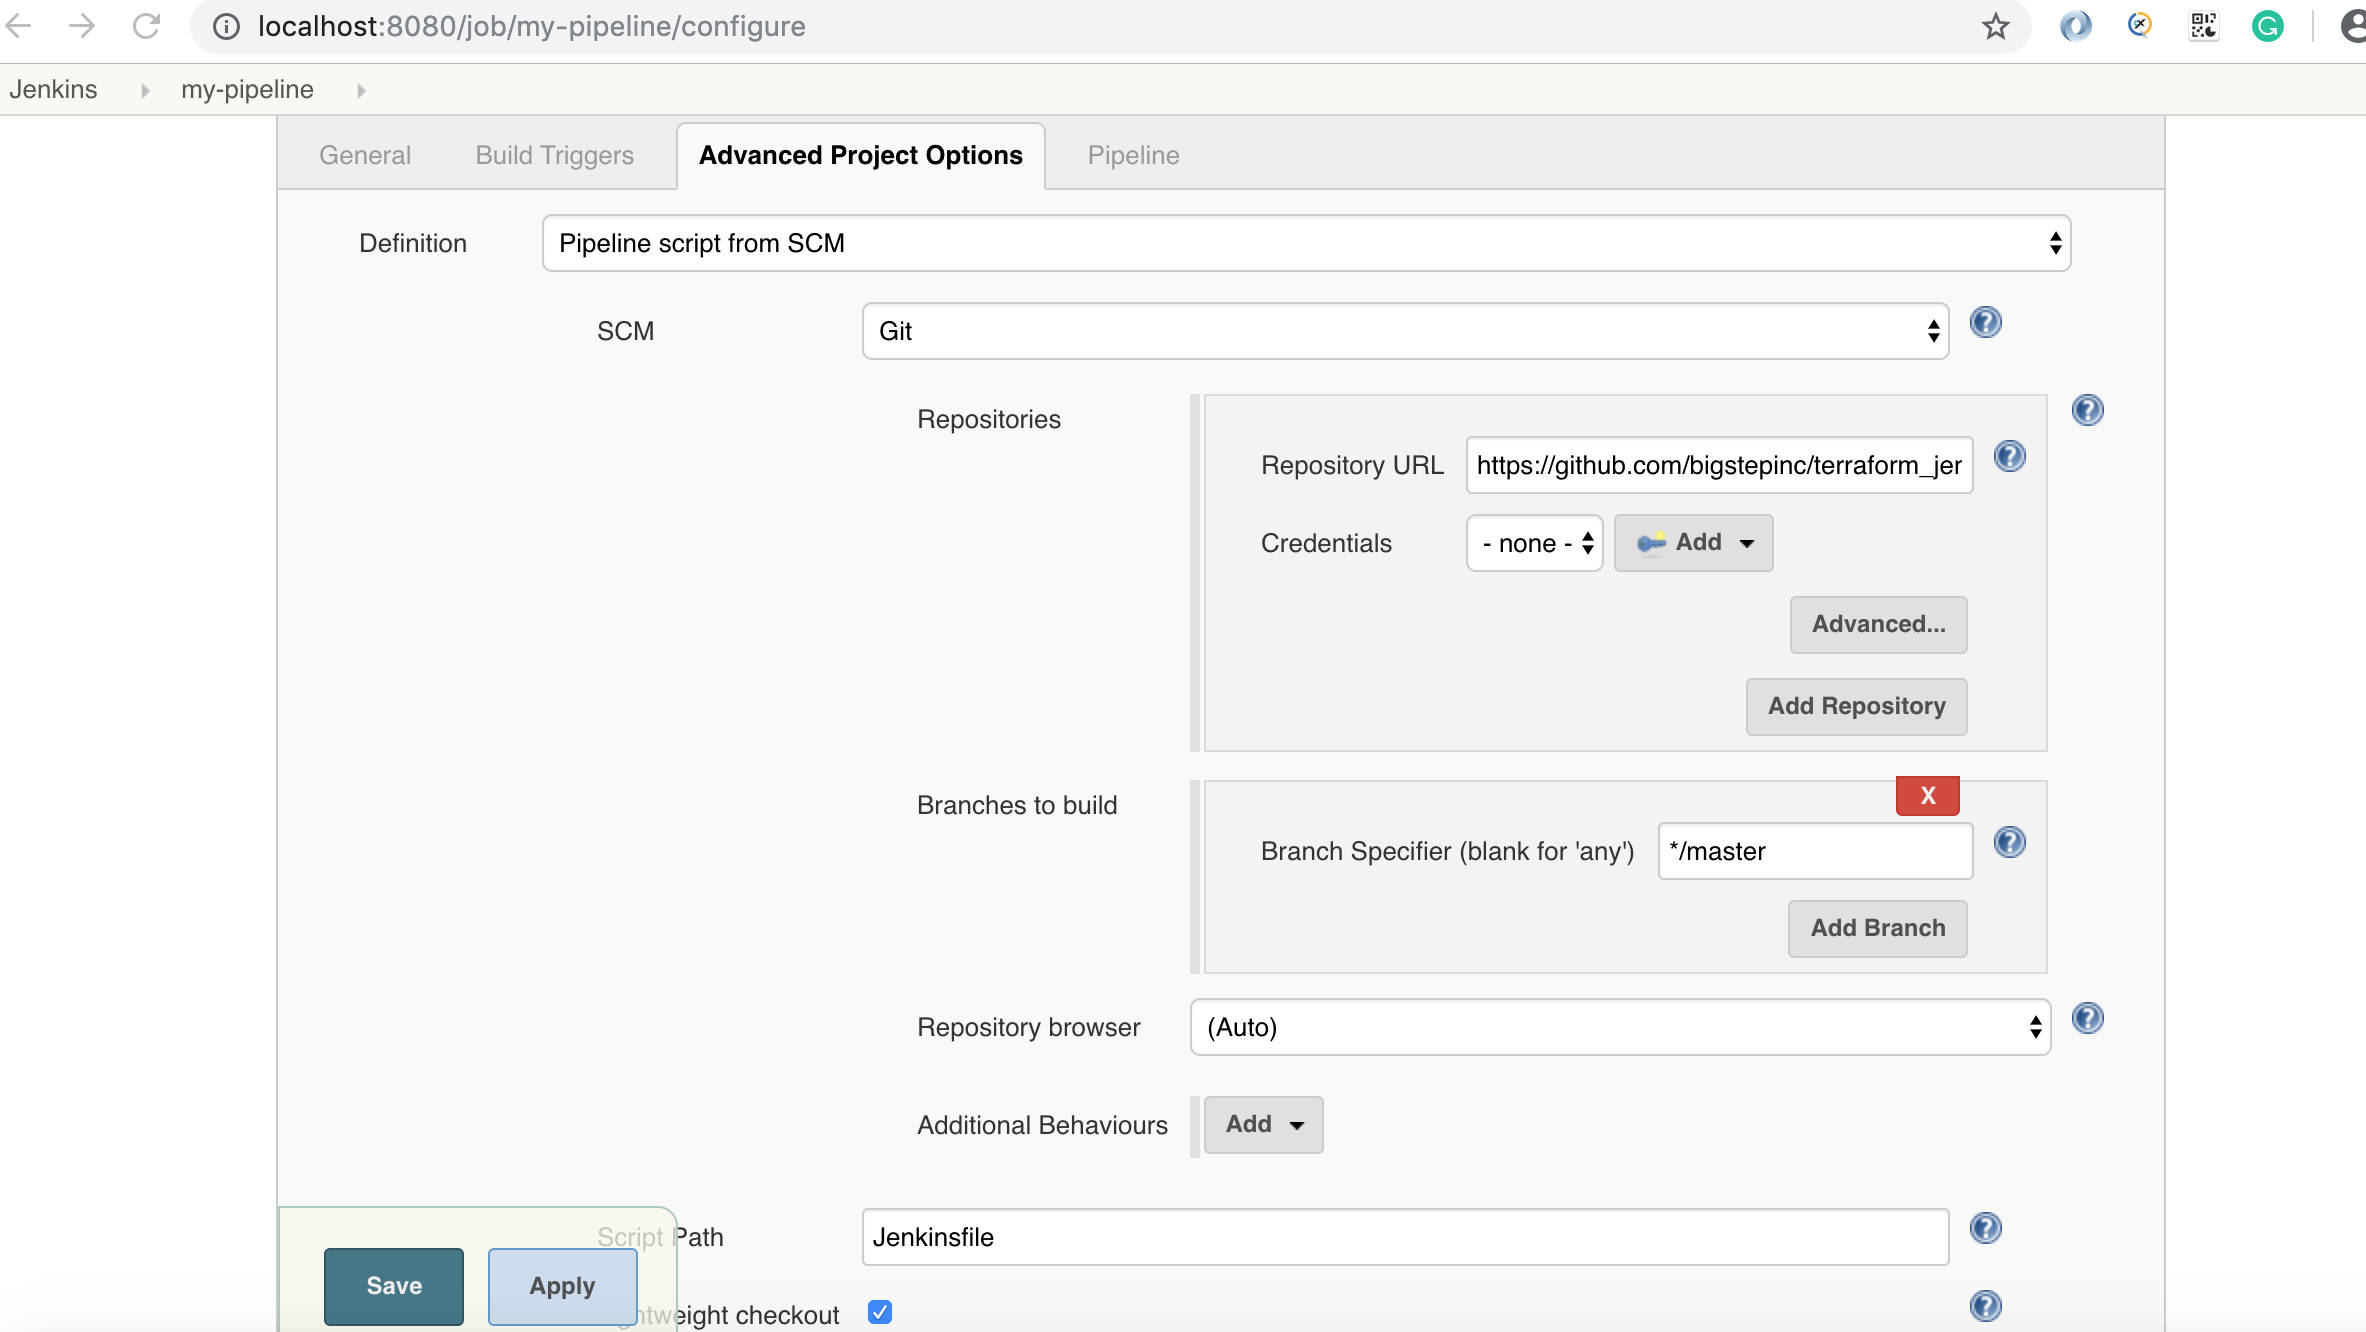 localhost:8080/job/my-pipeline/configure
Jenkins my-pipeline
General Build Triggers Advanced Project Options Pipeline
Definition Pipeline script from SCM
SCM Git
Repositories
Repository URL https://github.com/bigstepinc/terraform_jer
Credentials - none - Add
Advanced...
Add Repository
Branches to build
X
Branch Specifier (blank for 'any') */master
Add Branch
Repository browser (Auto)
Additional Behaviours Add
Script Path Jenkinsfile
Save Apply
ntweight checkout